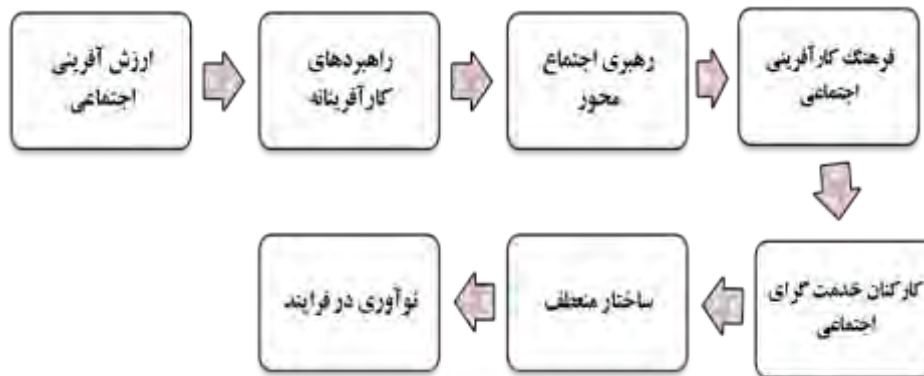 ارزش آفرینی
اجتماعی
راهبردهای
کارآفرینانه
رهبری اجتماع
محور
فرهنگ کارآفرینی
اجتماعی
کارکنان خدمت گرای
اجتماعی
ساختار منعطف
نوآوری در فرایند